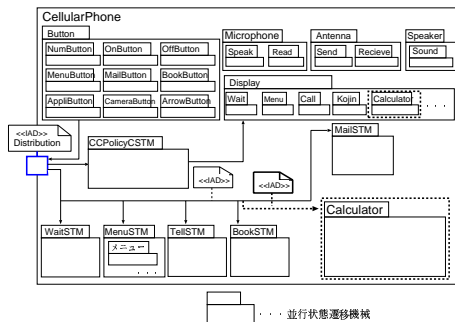 CellularPhone
Button
NumButton OnButton OffButton
MenuButton MailButton BookButton
AppliButton CameraButton ArrowButton
Microphone
Speak Read
Antenna
Send Recieve
Speaker
Sound
Display
Wait Menu Call Kojin Calculator ・・・
<<IAD>>
Distribution
CCPolicyCSTM
<<IAD>>
<<IAD>>
MailSTM
WaitSTM MenuSTM TellSTM BookSTM
メニュー
・・・
Calculator
・・・並行状態遷移機械